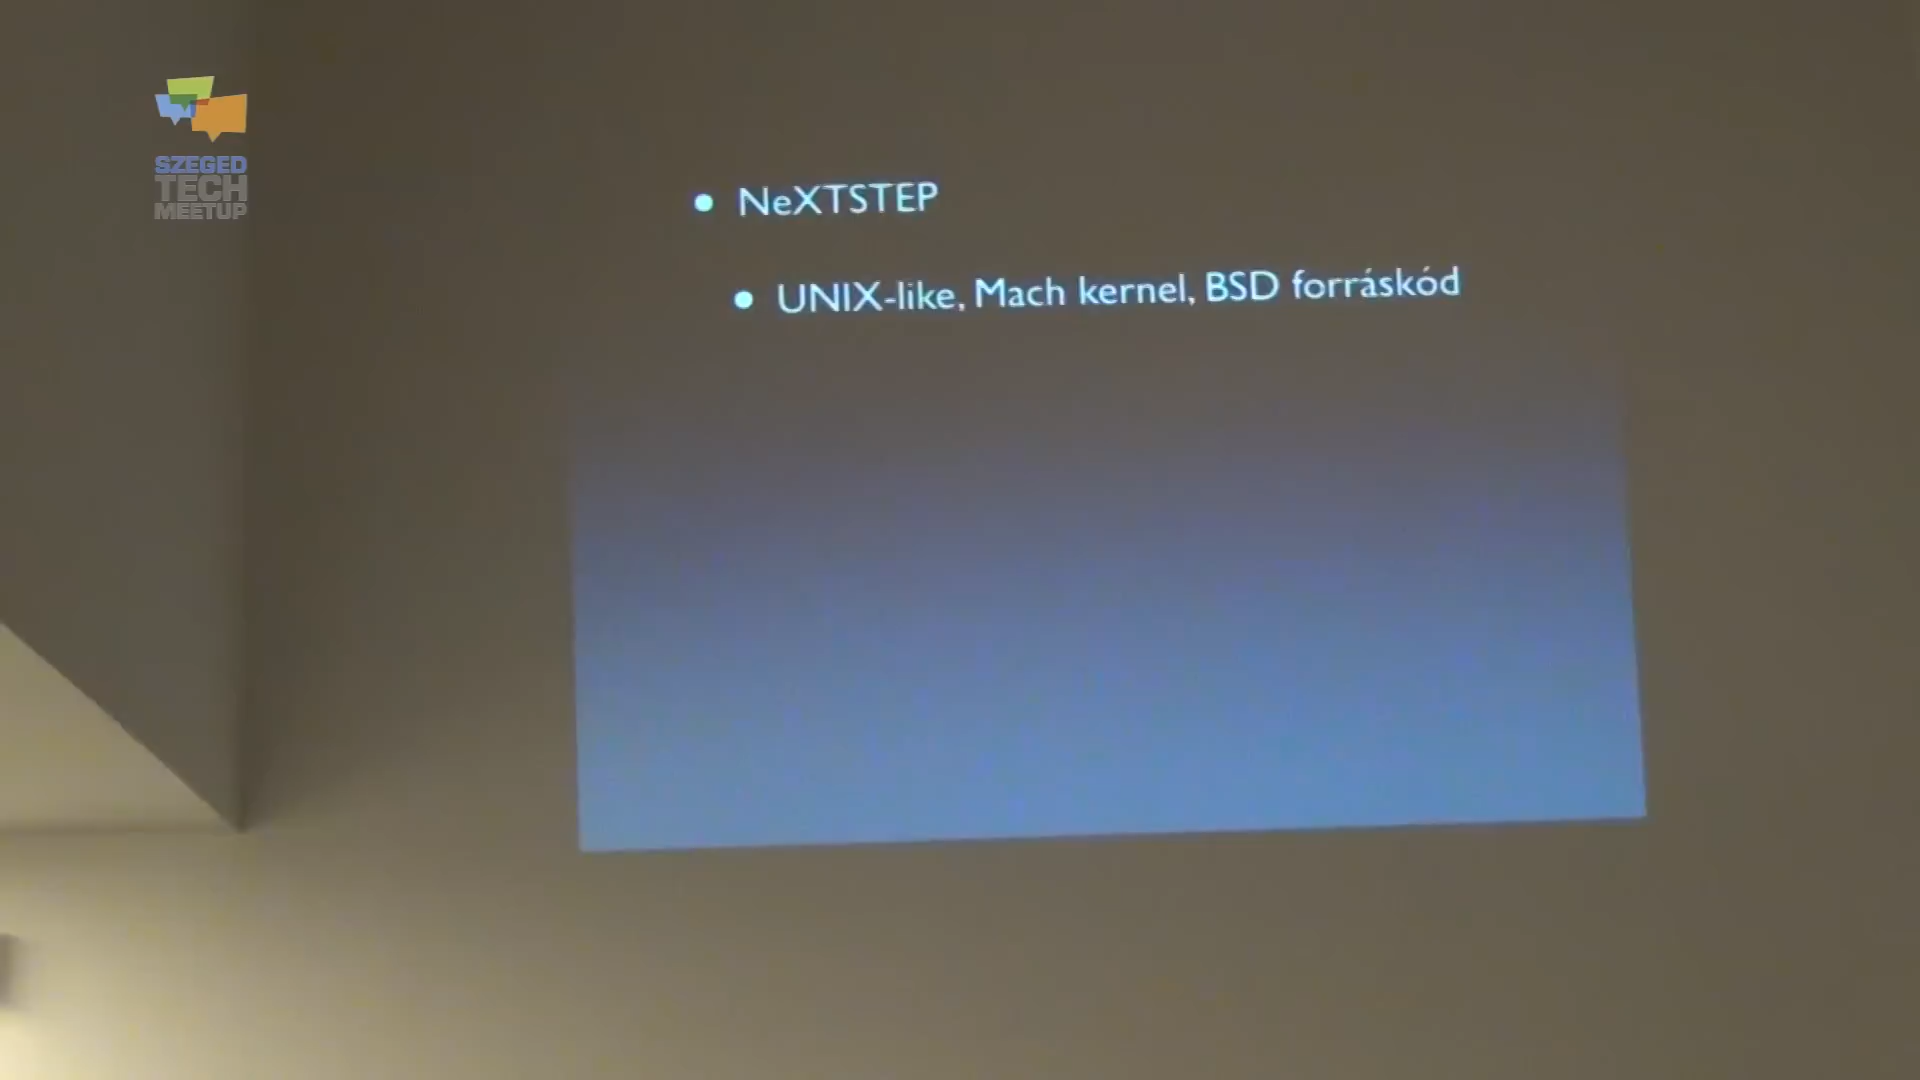 SZEGED
TECH
MEETUP
• NeXTSTEP
• UNIX-like, Mach kernel, BSD forráskód